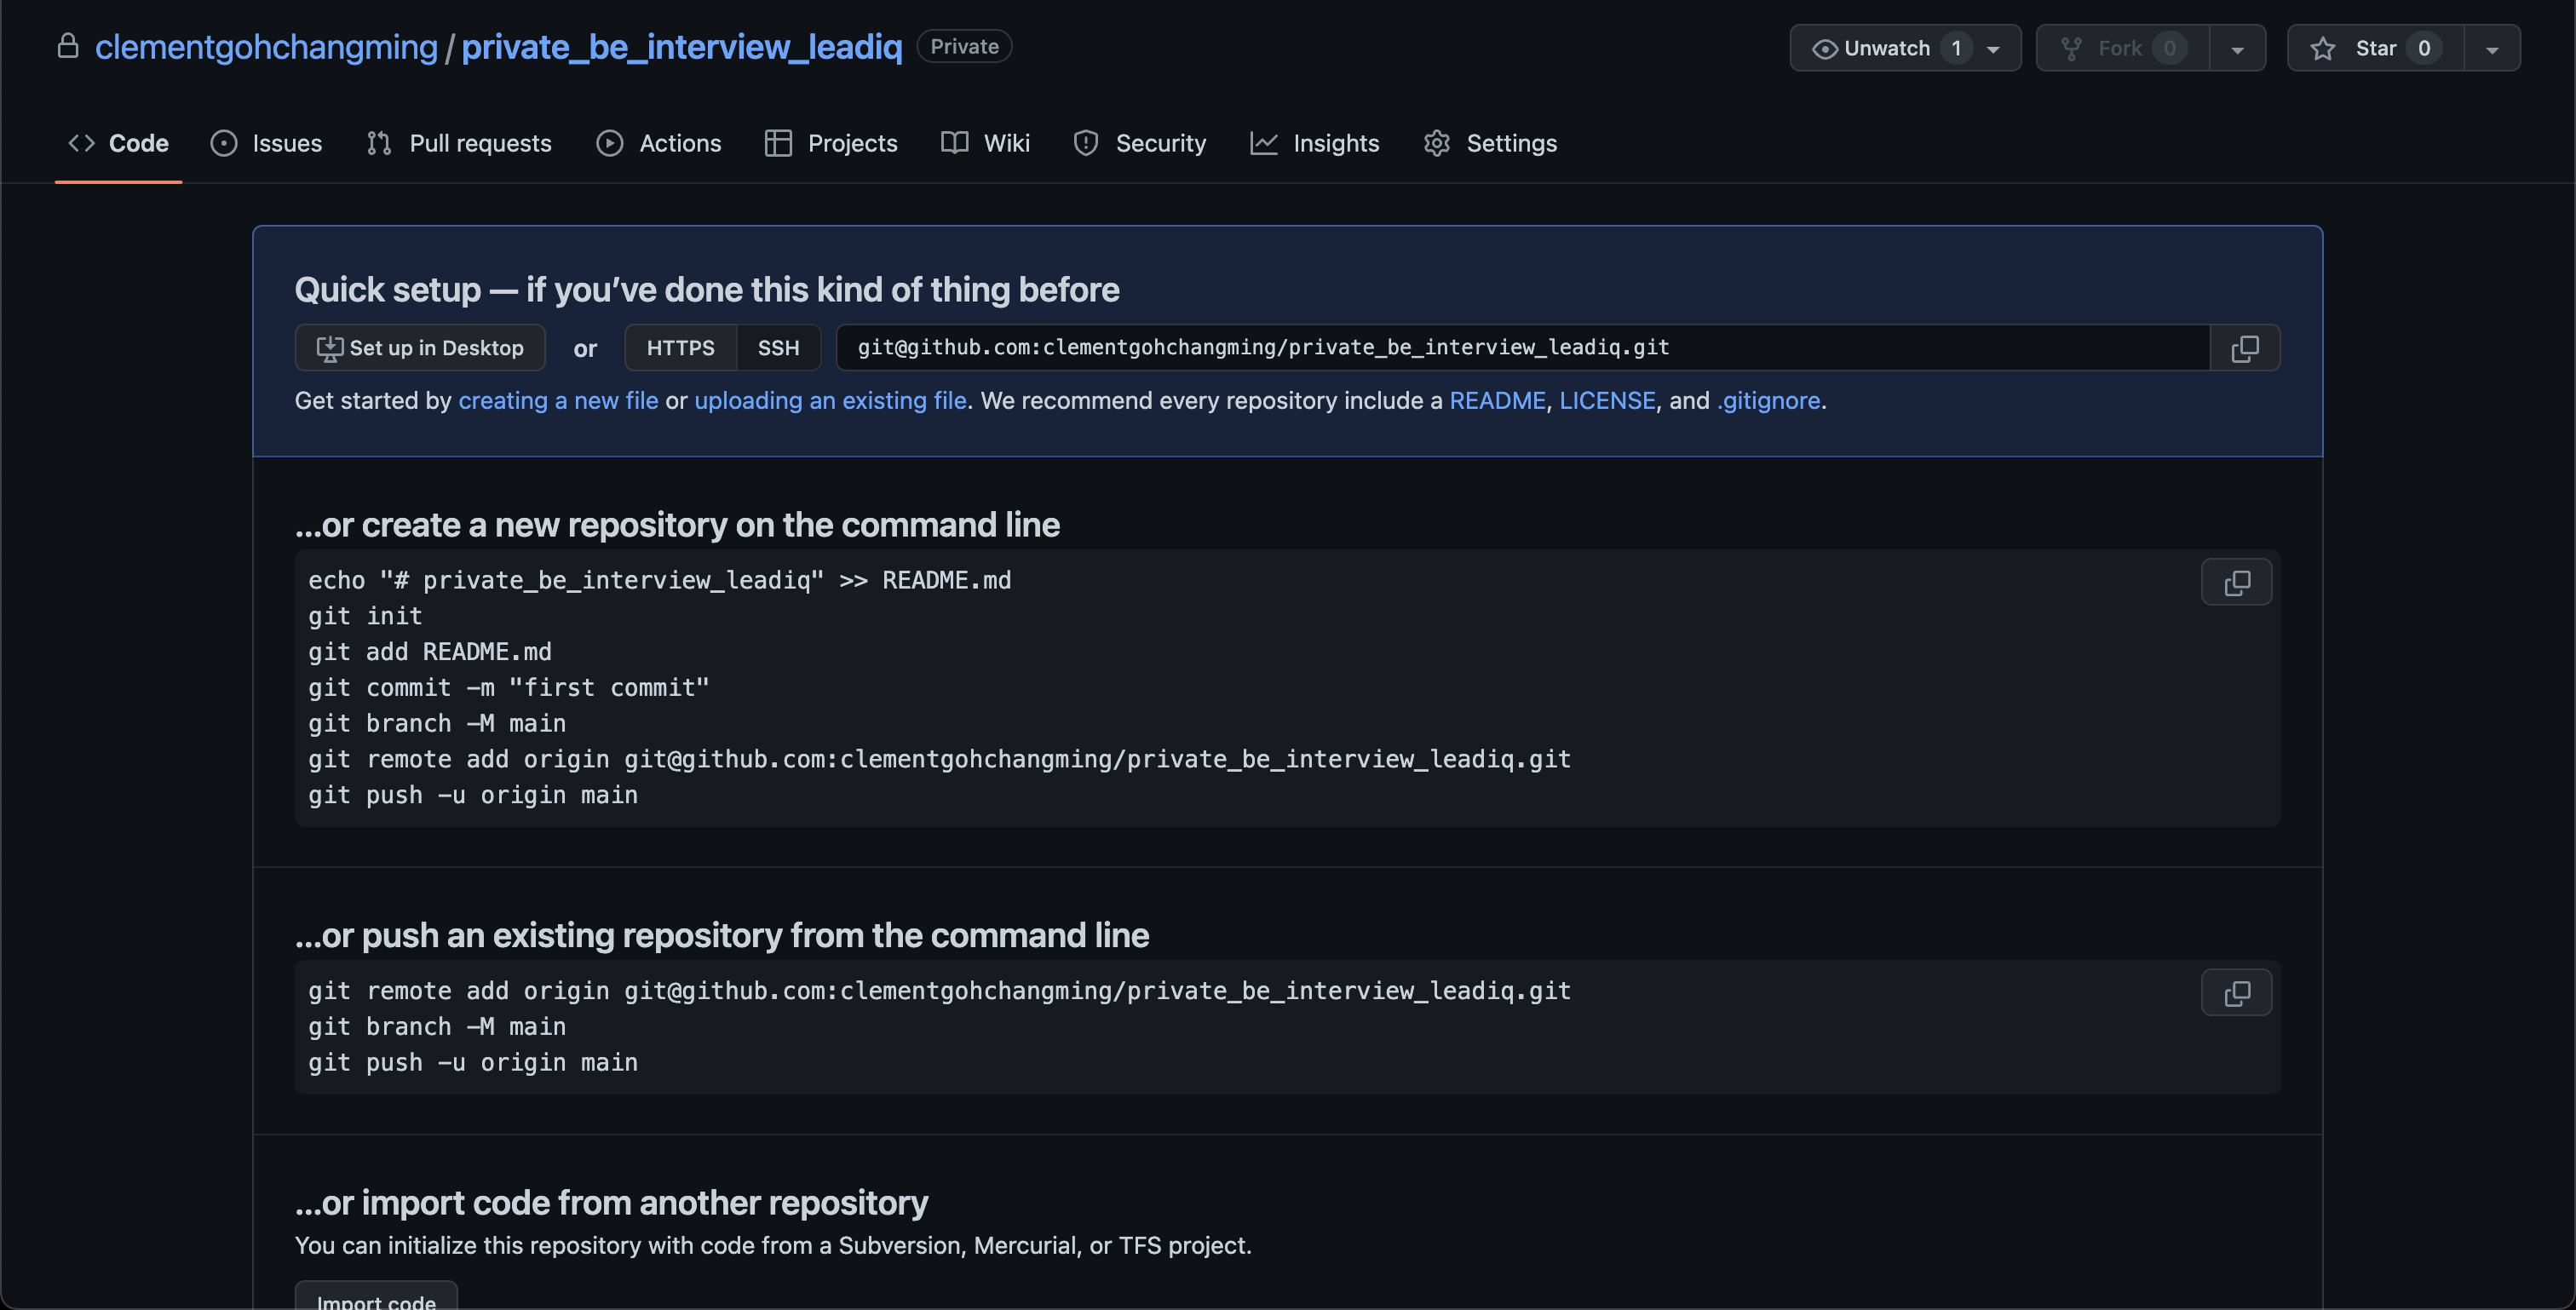 clementgohchangming / private_be_interview_leadiq Private
Unwatch 1
Fork 0
Star 0
Code Issues Pull requests Actions Projects Wiki Security Insights Settings
Quick setup — if you’ve done this kind of thing before
Set up in Desktop or HTTPS SSH git@github.com:clementgohchangming/private_be_interview_leadiq.git
Get started by creating a new file or uploading an existing file. We recommend every repository include a README, LICENSE, and .gitignore.
…or create a new repository on the command line
echo "# private_be_interview_leadiq" >> README.md
git init
git add README.md
git commit -m "first commit"
git branch -M main
git remote add origin git@github.com:clementgohchangming/private_be_interview_leadiq.git
git push -u origin main
…or push an existing repository from the command line
git remote add origin git@github.com:clementgohchangming/private_be_interview_leadiq.git
git branch -M main
git push -u origin main
…or import code from another repository
You can initialize this repository with code from a Subversion, Mercurial, or TFS project.
Import code